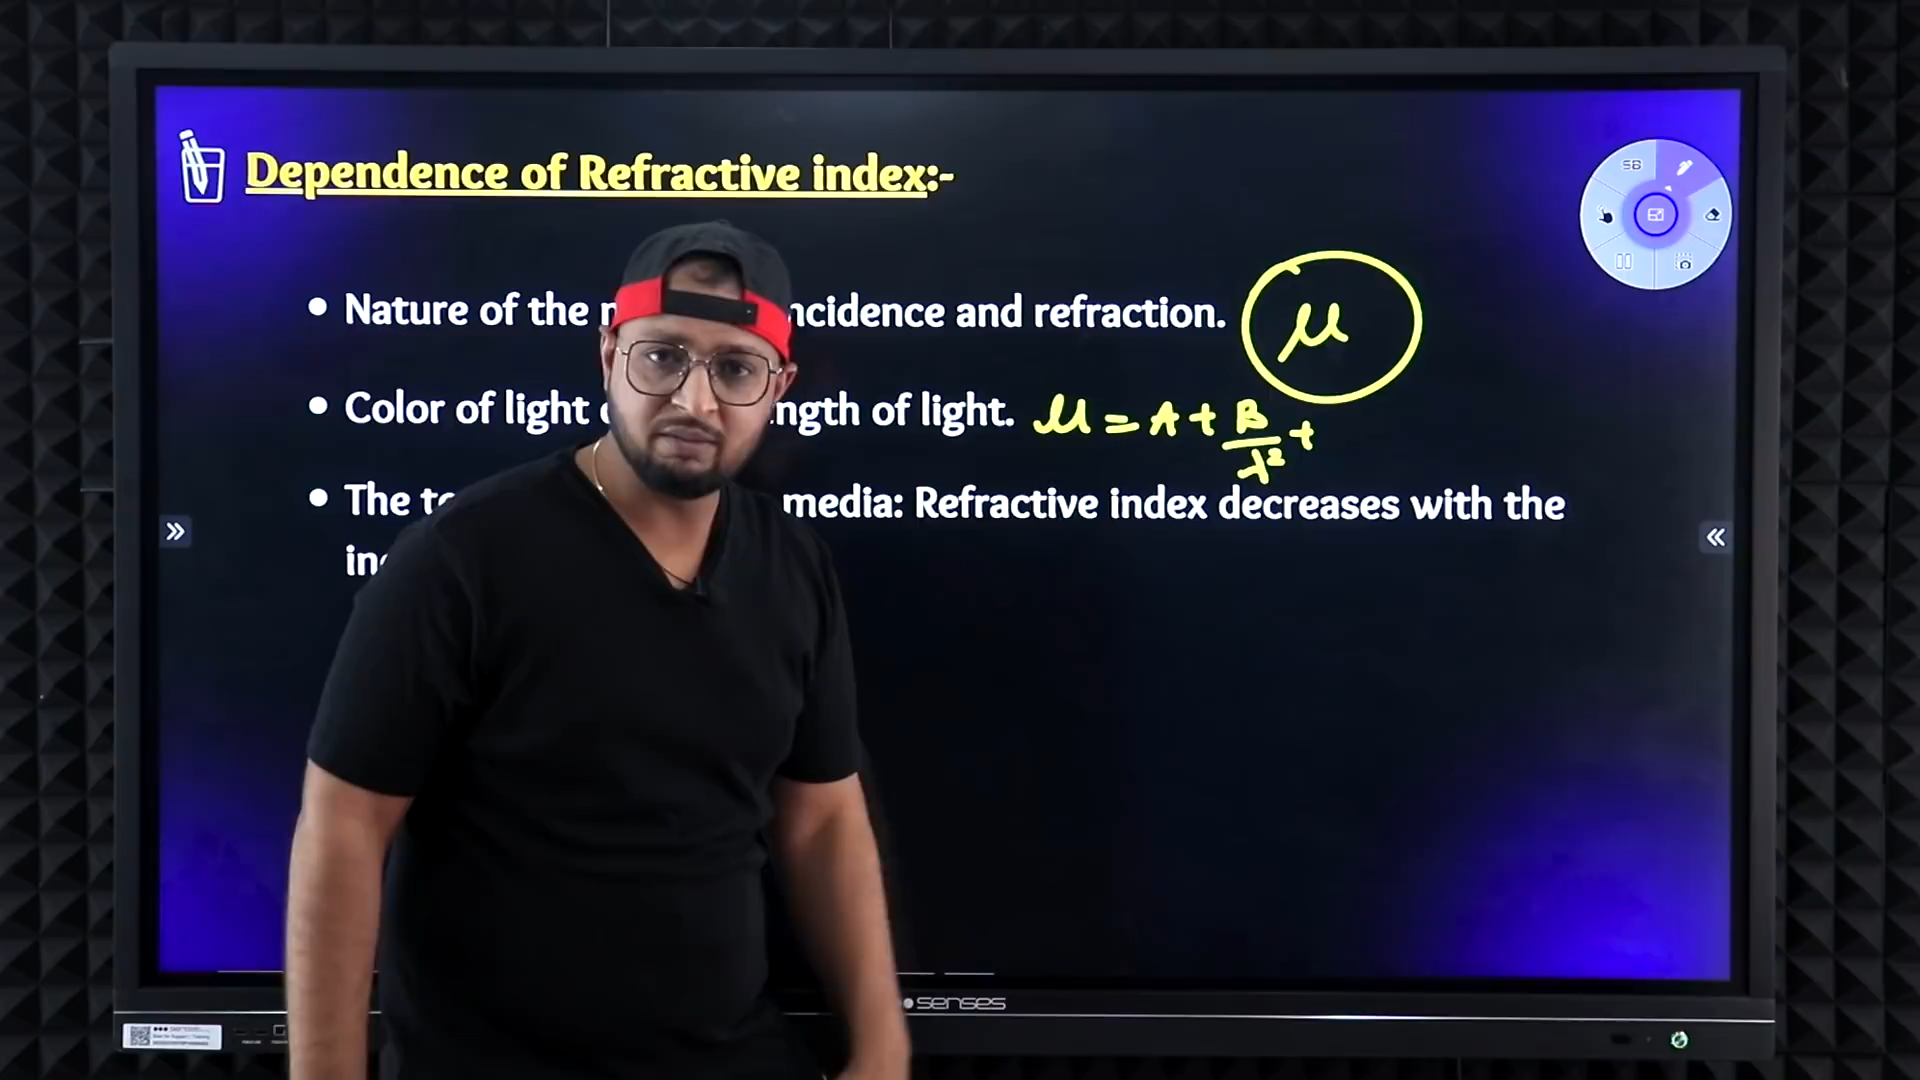 Dependence of Refractive index:-
Nature of the ncidence and refraction.
μ
Color of light ngth of light. μ = A + B/λ² +
The media: Refractive index decreases with the
SB
senses